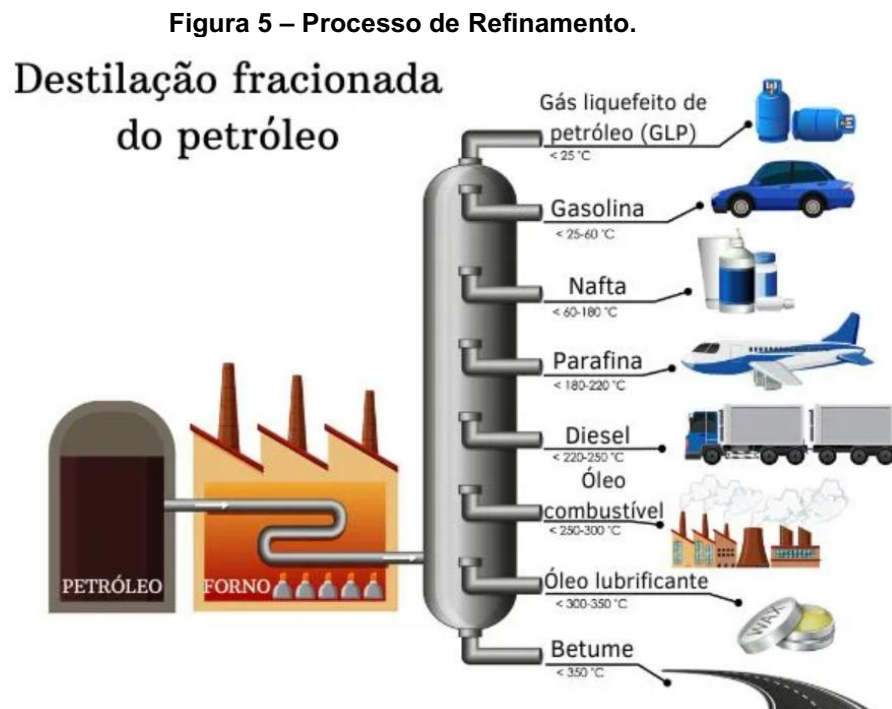 Figura 5 – Processo de Refinamento.
Destilação fracionada
do petróleo
Gás liquefeito de
petróleo (GLP)
< 25 °C
Gasolina
< 25-60 °C
Nafta
< 60-180 °C
Parafina
< 180-220 °C
Diesel
< 220-250 °C
Óleo
combustível
< 250-300 °C
Óleo lubrificante
< 300-350 °C
WAX
Betume
< 350 °C
PETRÓLEO
FORNO